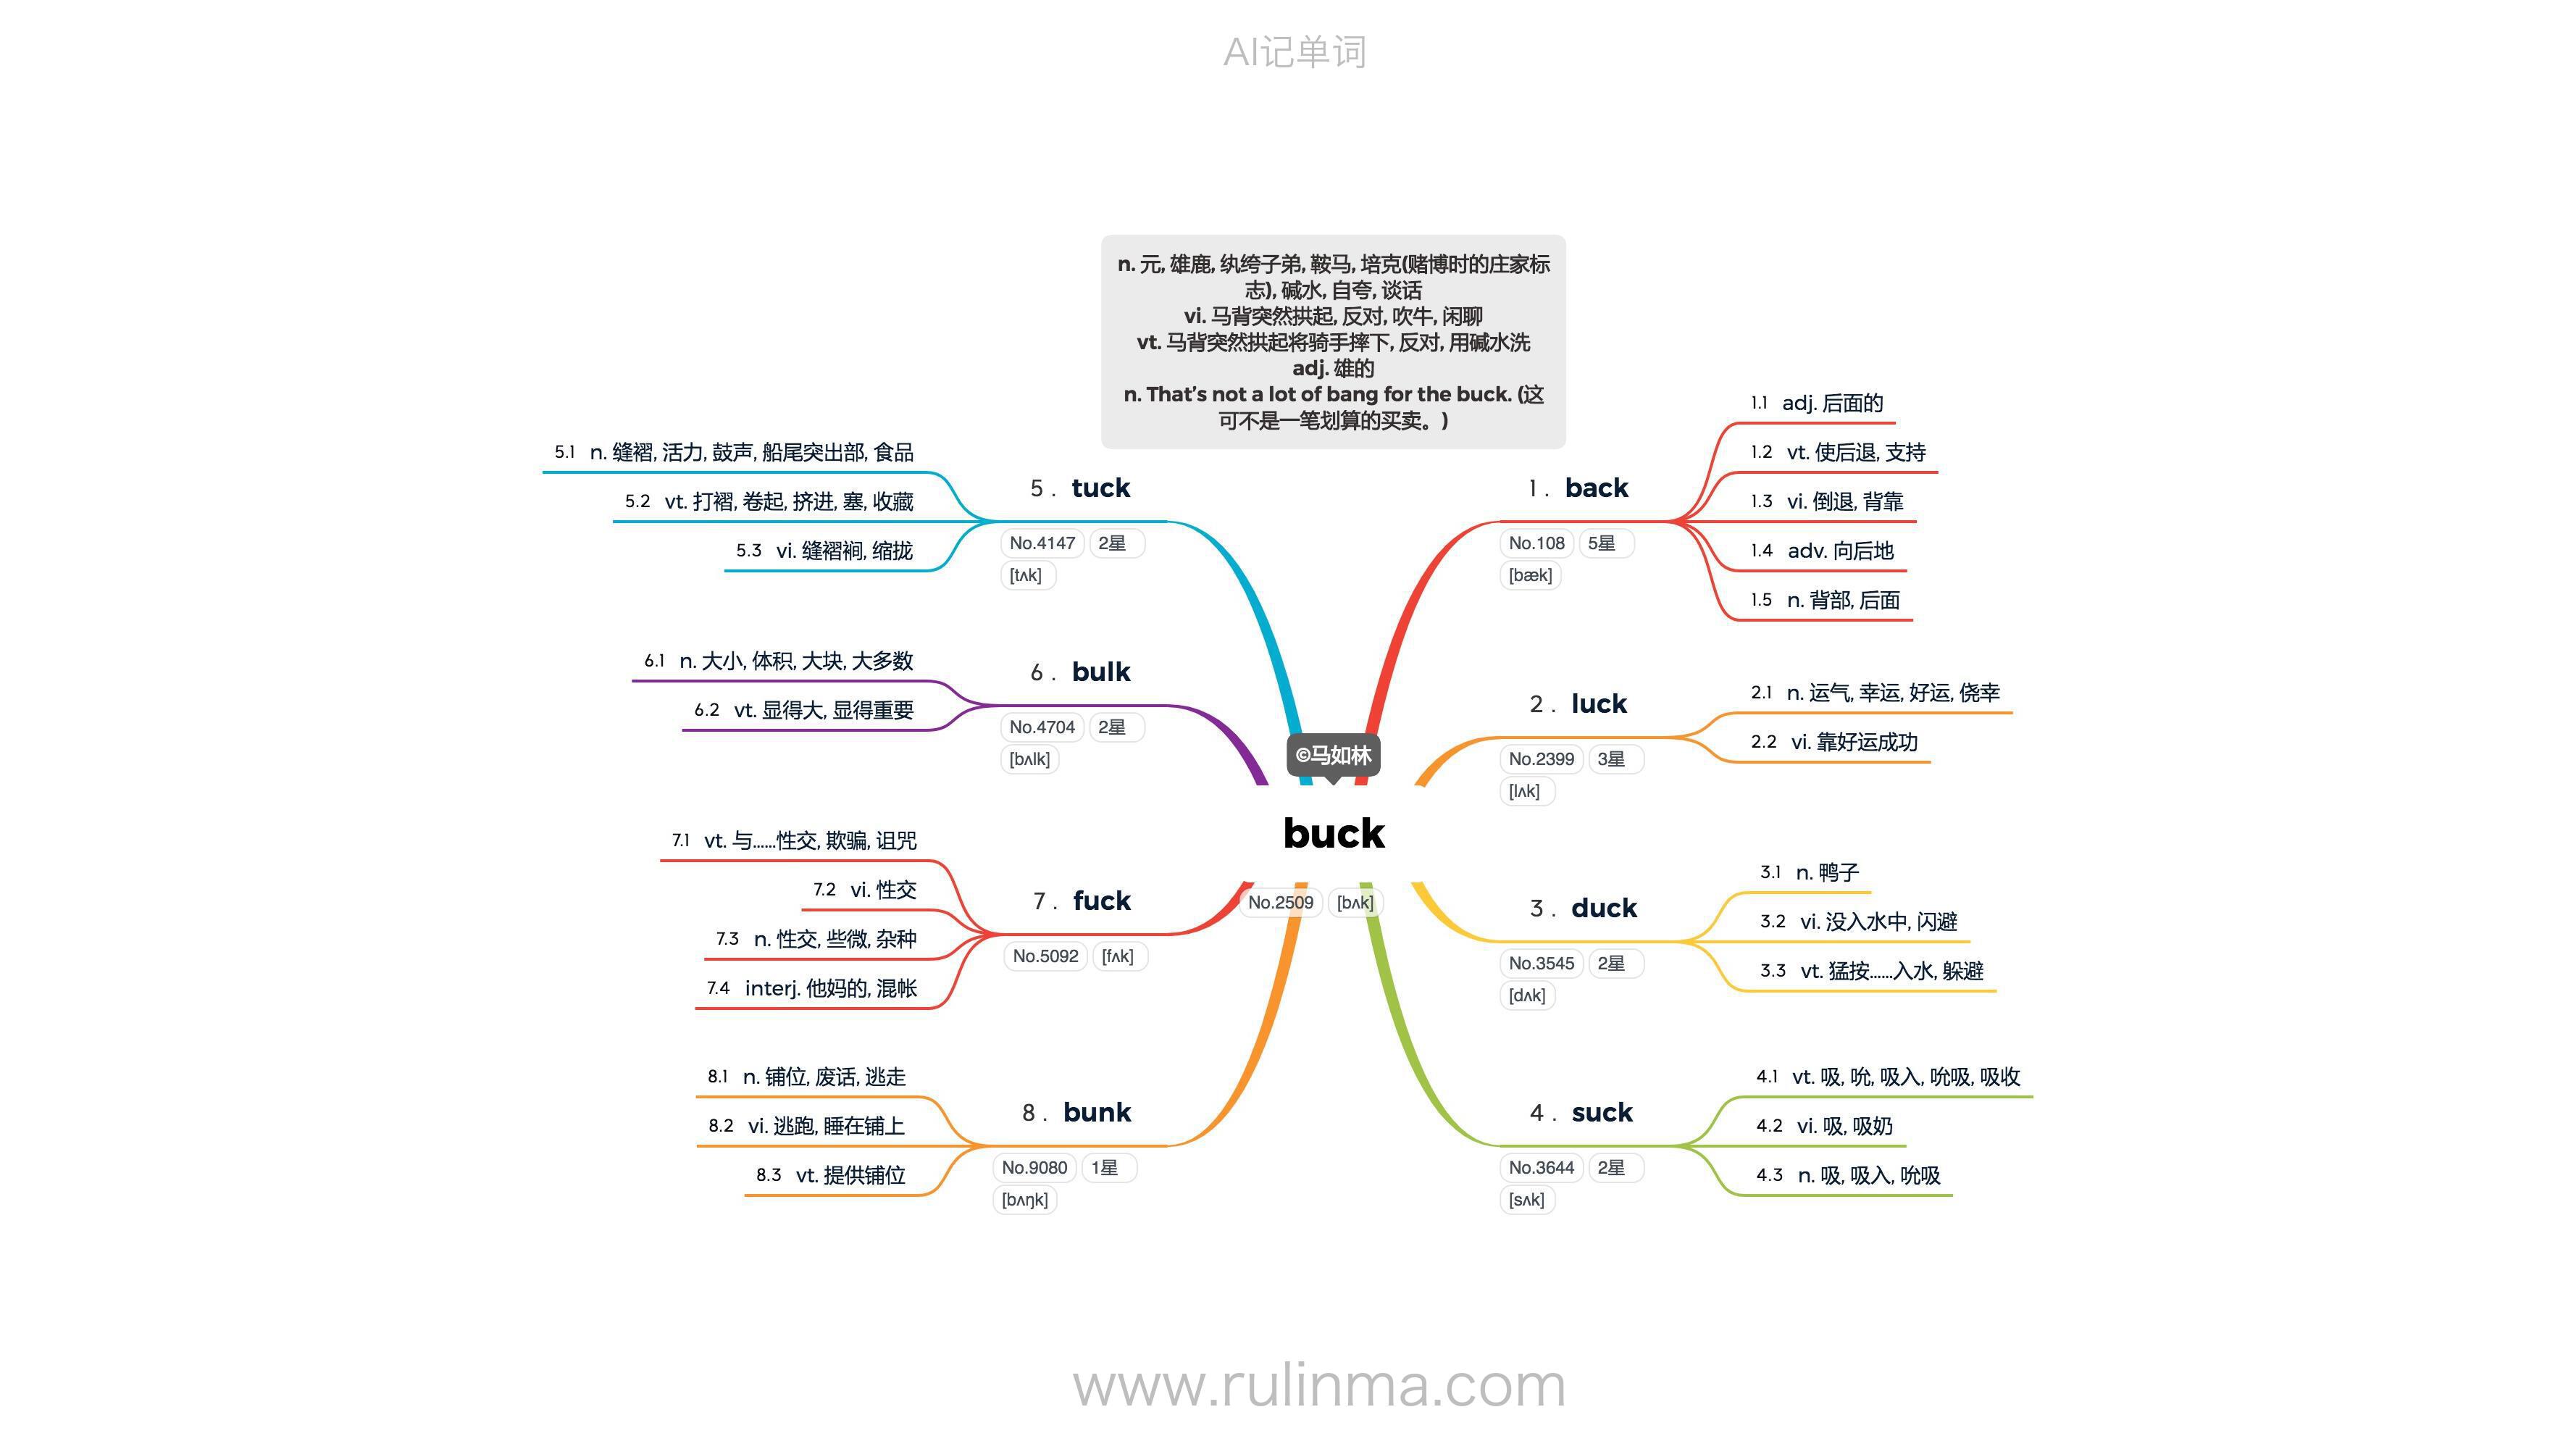 AI记单词
n. 元, 雄鹿, 纨绔子弟, 鞍马, 培克(赌博时的庄家标
志), 碱水, 自夸, 谈话
vi. 马背突然拱起, 反对, 吹牛, 闲聊
vt. 马背突然拱起将骑手摔下, 反对, 用碱水洗
adj. 雄的
n. That’s not a lot of bang for the buck. (这
可不是一笔划算的买卖。)
©马如林
buck
No.2509 [bʌk]
1. back
No.108 5星
[bæk]
1.1 adj. 后面的
1.2 vt. 使后退, 支持
1.3 vi. 倒退, 背靠
1.4 adv. 向后地
1.5 n. 背部, 后面
2. luck
No.2399 3星
[lʌk]
2.1 n. 运气, 幸运, 好运, 侥幸
2.2 vi. 靠好运成功
3. duck
No.3545 2星
[dʌk]
3.1 n. 鸭子
3.2 vi. 没入水中, 闪避
3.3 vt. 猛按……入水, 躲避
4. suck
No.3644 2星
[sʌk]
4.1 vt. 吸, 吮, 吸入, 吮吸, 吸收
4.2 vi. 吸, 吸奶
4.3 n. 吸, 吸入, 吮吸
5. tuck
No.4147 2星
[tʌk]
5.1 n. 缝褶, 活力, 鼓声, 船尾突出部, 食品
5.2 vt. 打褶, 卷起, 挤进, 塞, 收藏
5.3 vi. 缝褶裥, 缩拢
6. bulk
No.4704 2星
[bʌlk]
6.1 n. 大小, 体积, 大块, 大多数
6.2 vt. 显得大, 显得重要
7. fuck
No.5092 [fʌk]
7.1 vt. 与……性交, 欺骗, 诅咒
7.2 vi. 性交
7.3 n. 性交, 些微, 杂种
7.4 interj. 他妈的, 混帐
8. bunk
No.9080 1星
[bʌŋk]
8.1 n. 铺位, 废话, 逃走
8.2 vi. 逃跑, 睡在铺上
8.3 vt. 提供铺位
www.rulinma.com